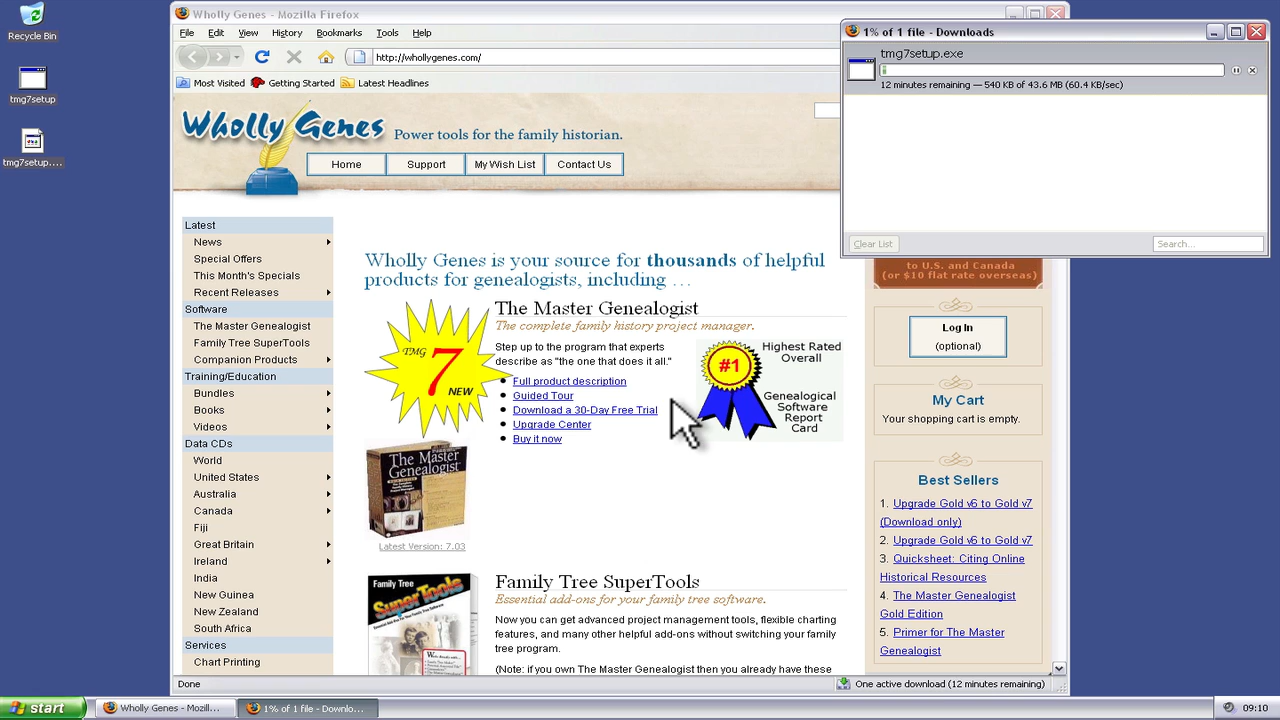 Recycle Bin
tmg7setup
tmg7setup....
Wholly Genes - Mozilla Firefox
File Edit View History Bookmarks Tools Help
http://whollygenes.com/
Most Visited Getting Started Latest Headlines
Wholly Genes Power tools for the family historian.
Home Support My Wish List Contact Us
1% of 1 file - Downloads
tmg7setup.exe
12 minutes remaining — 540 KB of 43.6 MB (60.4 KB/sec)
Clear List Search...
Latest
News
Special Offers
This Month's Specials
Recent Releases
Software
The Master Genealogist
Family Tree SuperTools
Companion Products
Training/Education
Bundles
Books
Videos
Data CDs
World
United States
Australia
Canada
Fiji
Great Britain
Ireland
India
New Guinea
New Zealand
South Africa
Services
Chart Printing
Wholly Genes is your source for thousands of helpful
products for genealogists, including …
TMG 7 NEW
The Master Genealogist
The complete family history project manager.
Step up to the program that experts
describe as "the one that does it all."
Full product description
Guided Tour
Download a 30-Day Free Trial
Upgrade Center
Buy it now
#1
Highest Rated
Overall
Genealogical
Software
Report
Card
The Master
Genealogist
Latest Version: 7.03
Family Tree
SuperTools
Family Tree SuperTools
Essential add-ons for your family tree software.
Now you can get advanced project management tools, flexible charting
features, and many other helpful add-ons without switching your family
tree program.
(Note: if you own The Master Genealogist then you already have these
to U.S. and Canada
(or $10 flat rate overseas)
Log In
(optional)
My Cart
Your shopping cart is empty.
Best Sellers
1. Upgrade Gold v6 to Gold v7
(Download only)
2. Upgrade Gold v6 to Gold v7
3. Quicksheet: Citing Online
Historical Resources
4. The Master Genealogist
Gold Edition
5. Primer for The Master
Genealogist
Done
One active download (12 minutes remaining)
start
Wholly Genes - Mozill...
1% of 1 file - Downlo...
09:10